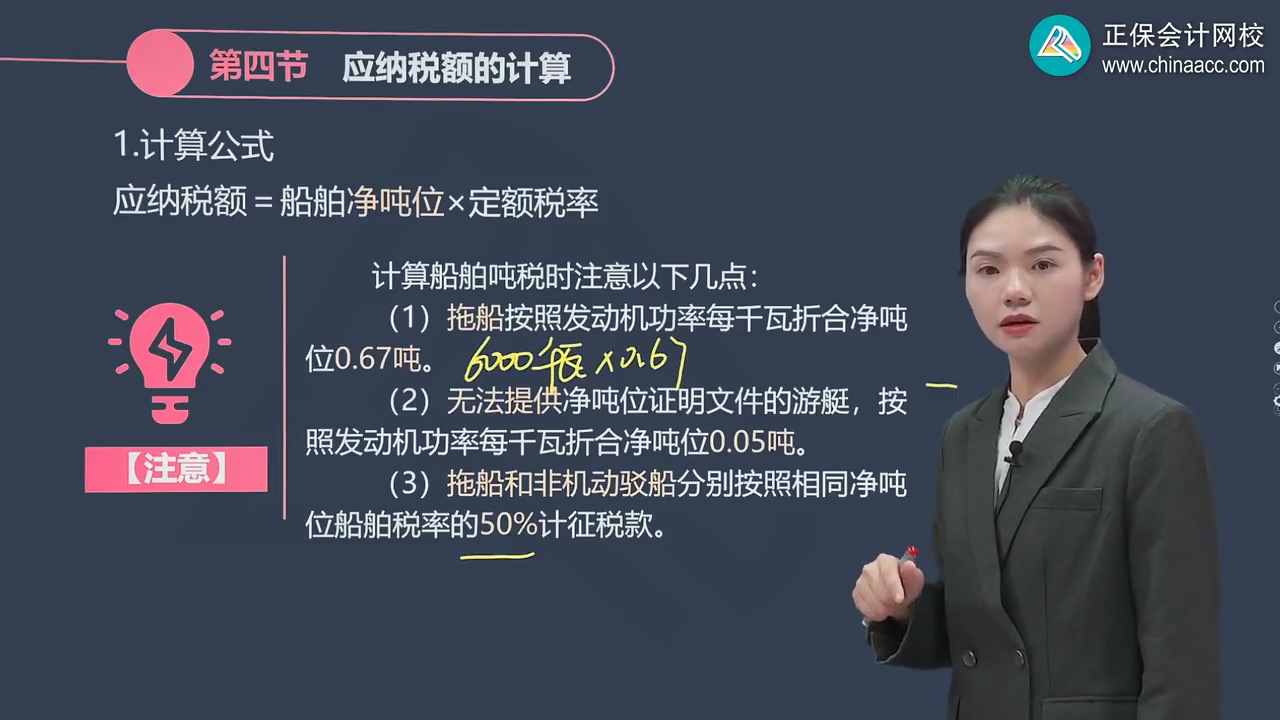 正保会计网校
www.chinaacc.com
第四节 应纳税额的计算
1.计算公式
应纳税额＝船舶净吨位×定额税率
计算船舶吨税时注意以下几点：
（1）拖船按照发动机功率每千瓦折合净吨
位0.67吨。 6000千瓦×0.67
（2）无法提供净吨位证明文件的游艇，按
照发动机功率每千瓦折合净吨位0.05吨。
（3）拖船和非机动驳船分别按照相同净吨
位船舶税率的50%计征税款。
【注意】